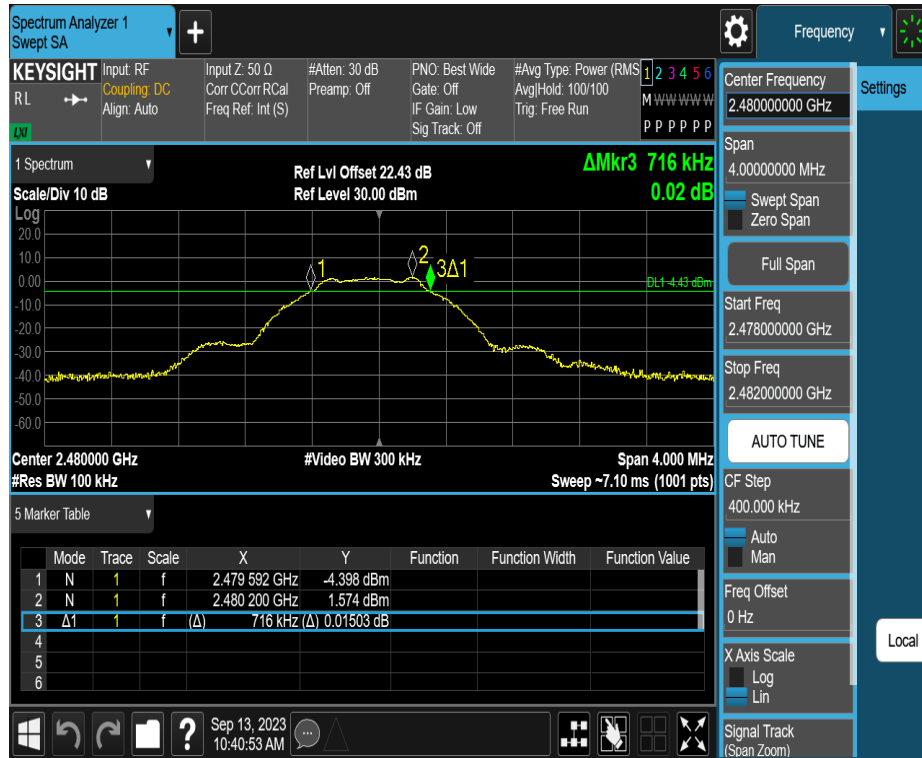 Spectrum Analyzer 1
Swept SA
+
Frequency
KEYSIGHT
RL
LXI
Input: RF
Coupling: DC
Align: Auto
Input Z: 50 Ω
Corr CCorr RCal
Freq Ref: Int (S)
#Atten: 30 dB
Preamp: Off
PNO: Best Wide
Gate: Off
IF Gain: Low
Sig Track: Off
#Avg Type: Power (RMS
Avg|Hold: 100/100
Trig: Free Run
1 2 3 4 5 6
M W W W W W
P P P P P P
Center Frequency
2.480000000 GHz
Settings
Span
4.00000000 MHz
Swept Span
Zero Span
Full Span
Start Freq
2.478000000 GHz
Stop Freq
2.482000000 GHz
AUTO TUNE
CF Step
400.000 kHz
Auto
Man
Freq Offset
0 Hz
X Axis Scale
Log
Lin
Local
Signal Track
(Span Zoom)
1 Spectrum
Scale/Div 10 dB
Log
Ref Lvl Offset 22.43 dB
Ref Level 30.00 dBm
ΔMkr3 716 kHz
0.02 dB
20.0
10.0
0.00
-10.0
-20.0
-30.0
-40.0
-50.0
-60.0
1
2
3Δ1
DL1 -4.43 dBm
Center 2.480000 GHz
#Video BW 300 kHz
Span 4.000 MHz
#Res BW 100 kHz
Sweep ~7.10 ms (1001 pts)
5 Marker Table
Mode Trace Scale X Y Function Function Width Function Value
1 N 1 f 2.479 592 GHz -4.398 dBm
2 N 1 f 2.480 200 GHz 1.574 dBm
3 Δ1 1 f (Δ) 716 kHz (Δ) 0.01503 dB
4
5
6
?
Sep 13, 2023
10:40:53 AM